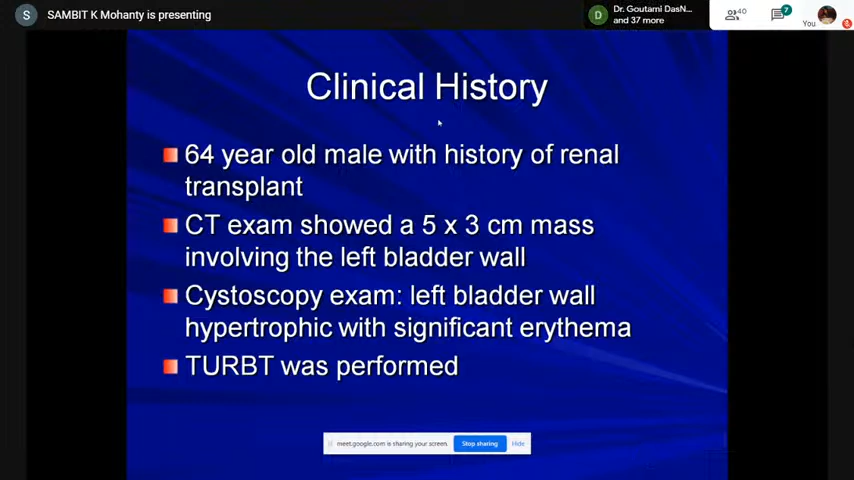 S SAMBIT K Mohanty is presenting
D Dr. Goutami DasN...
and 37 more
40
7
You
Clinical History
64 year old male with history of renal
transplant
CT exam showed a 5 x 3 cm mass
involving the left bladder wall
Cystoscopy exam: left bladder wall
hypertrophic with significant erythema
TURBT was performed
meet.google.com is sharing your screen. Stop sharing Hide